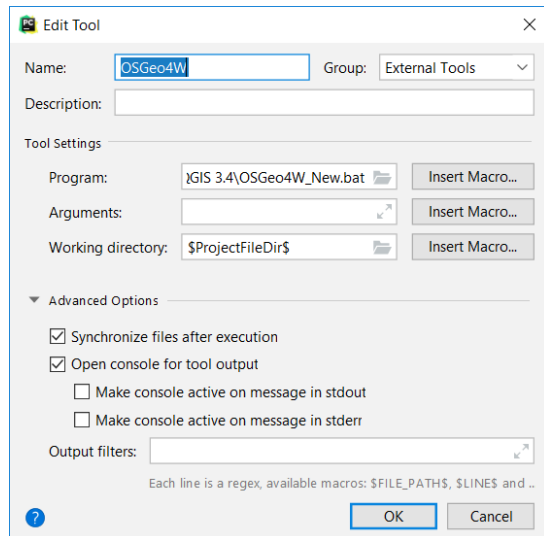 Edit Tool
Name: OSGeo4W Group: External Tools
Description:
Tool Settings
Program: GIS 3.4\OSGeo4W_New.bat Insert Macro...
Arguments: Insert Macro...
Working directory: $ProjectFileDir$ Insert Macro...
Advanced Options
Synchronize files after execution
Open console for tool output
Make console active on message in stdout
Make console active on message in stderr
Output filters:
Each line is a regex, available macros: $FILE_PATH$, $LINE$ and ..
? OK Cancel